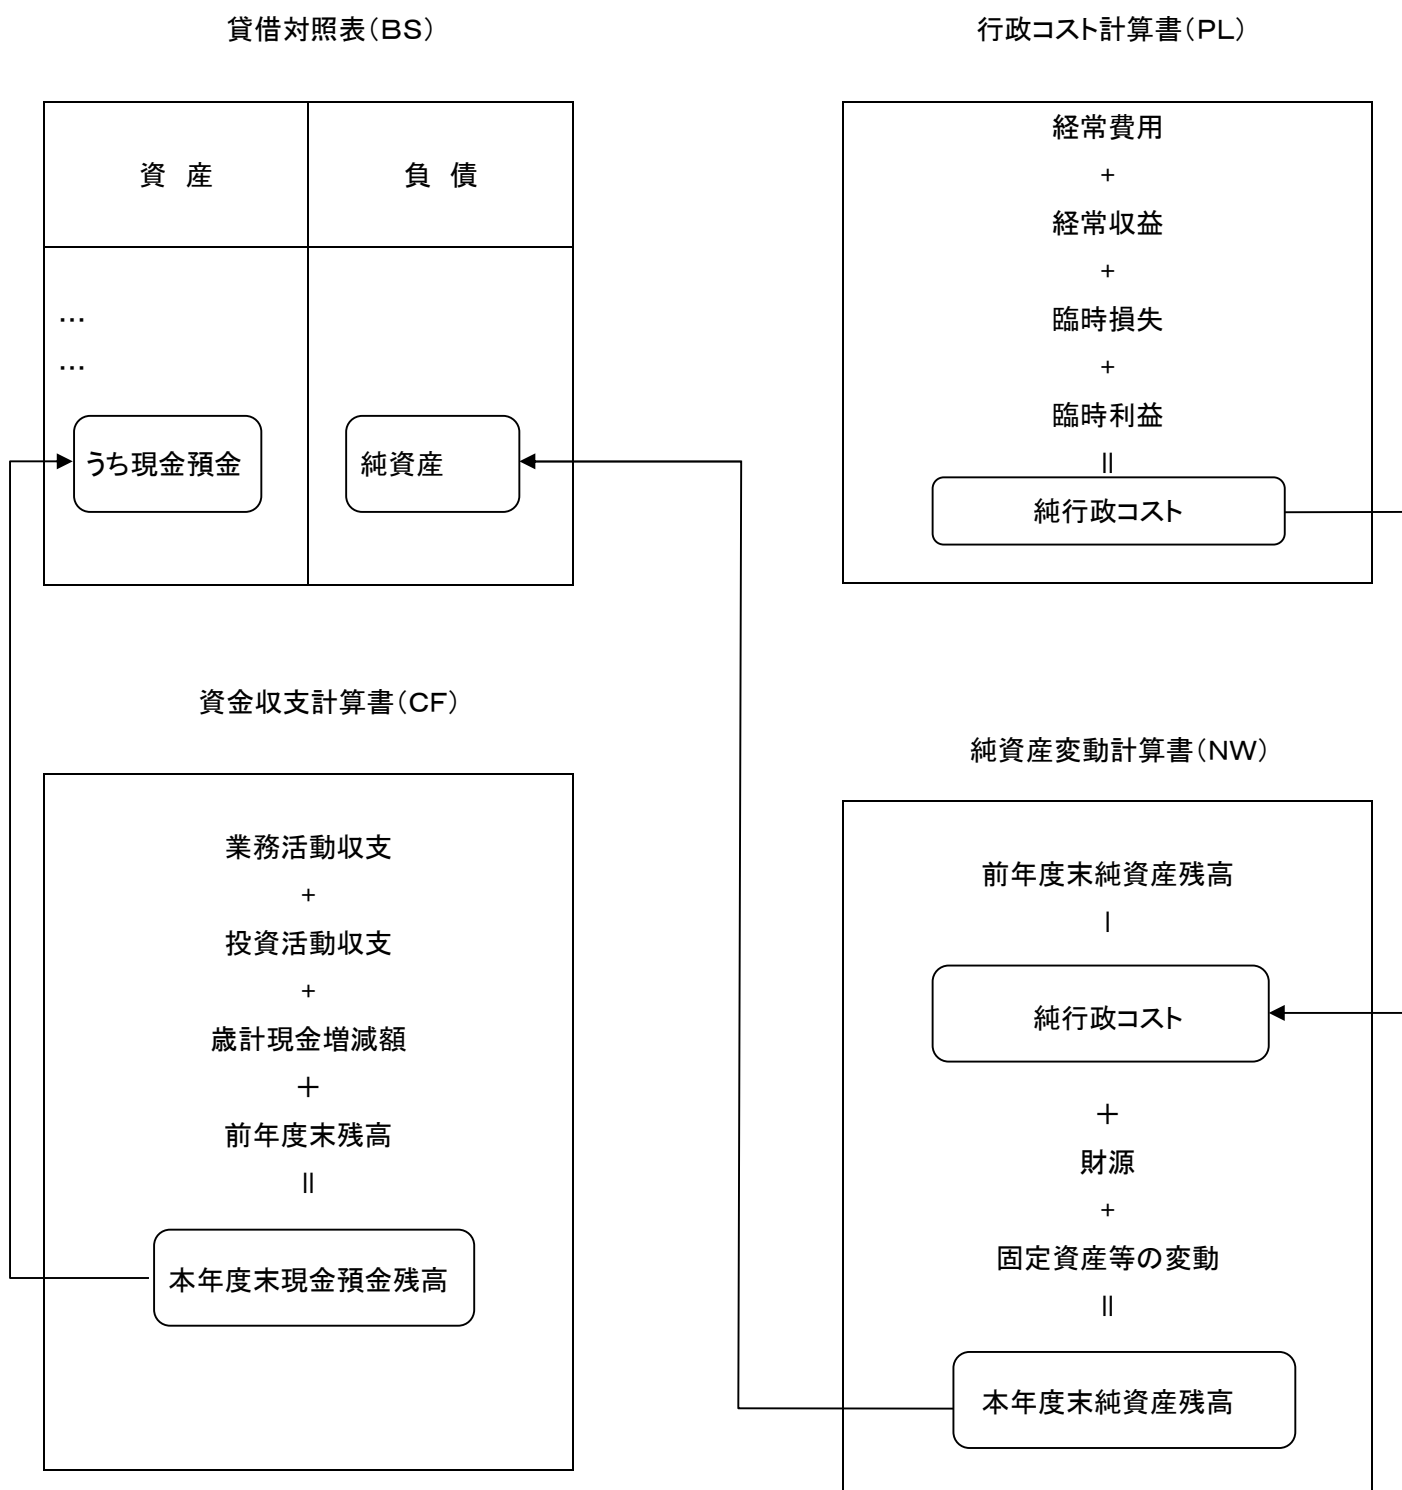 貸借対照表(BS)
資 産
負 債
…
…
うち現金預金
純資産
行政コスト計算書(PL)
経常費用
+
経常収益
+
臨時損失
+
臨時利益
||
純行政コスト
資金収支計算書(CF)
業務活動収支
+
投資活動収支
+
歳計現金増減額
+
前年度末残高
||
本年度末現金預金残高
純資産変動計算書(NW)
前年度末純資産残高
|
純行政コスト
+
財源
+
固定資産等の変動
||
本年度末純資産残高